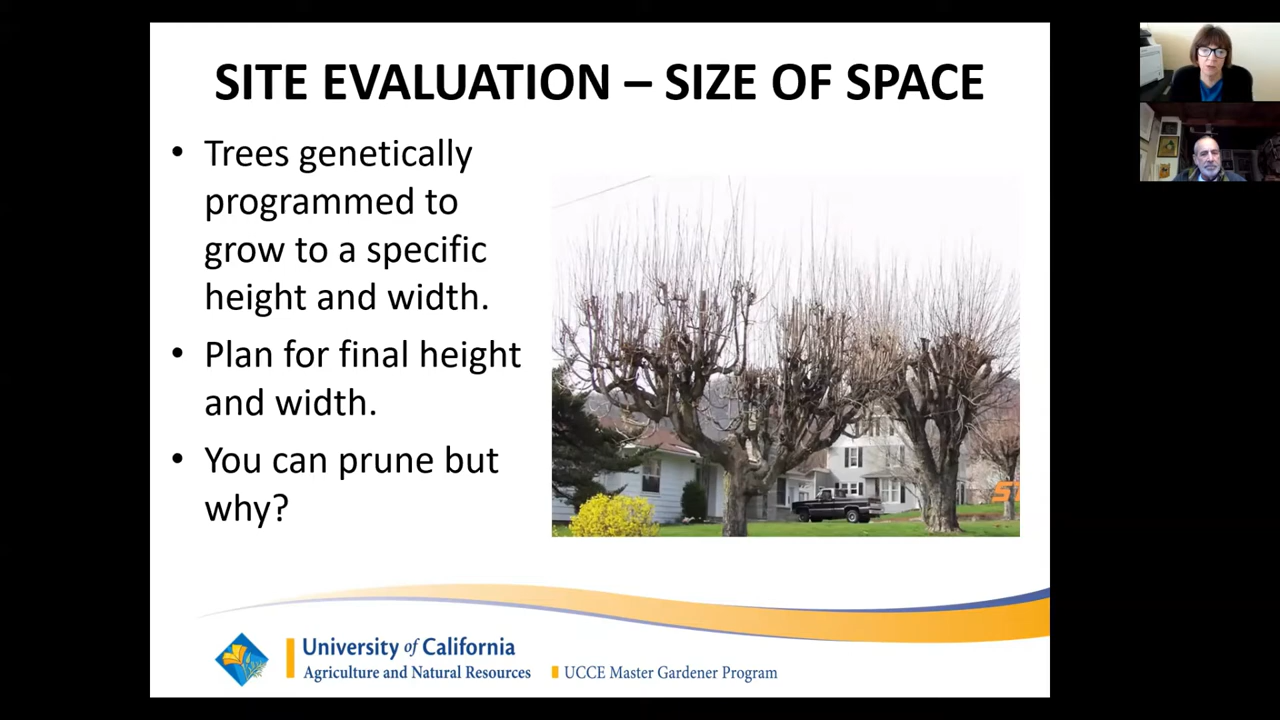 SITE EVALUATION – SIZE OF SPACE
• Trees genetically
programmed to
grow to a specific
height and width.
• Plan for final height
and width.
• You can prune but
why?
ST
University of California
Agriculture and Natural Resources
UCCE Master Gardener Program